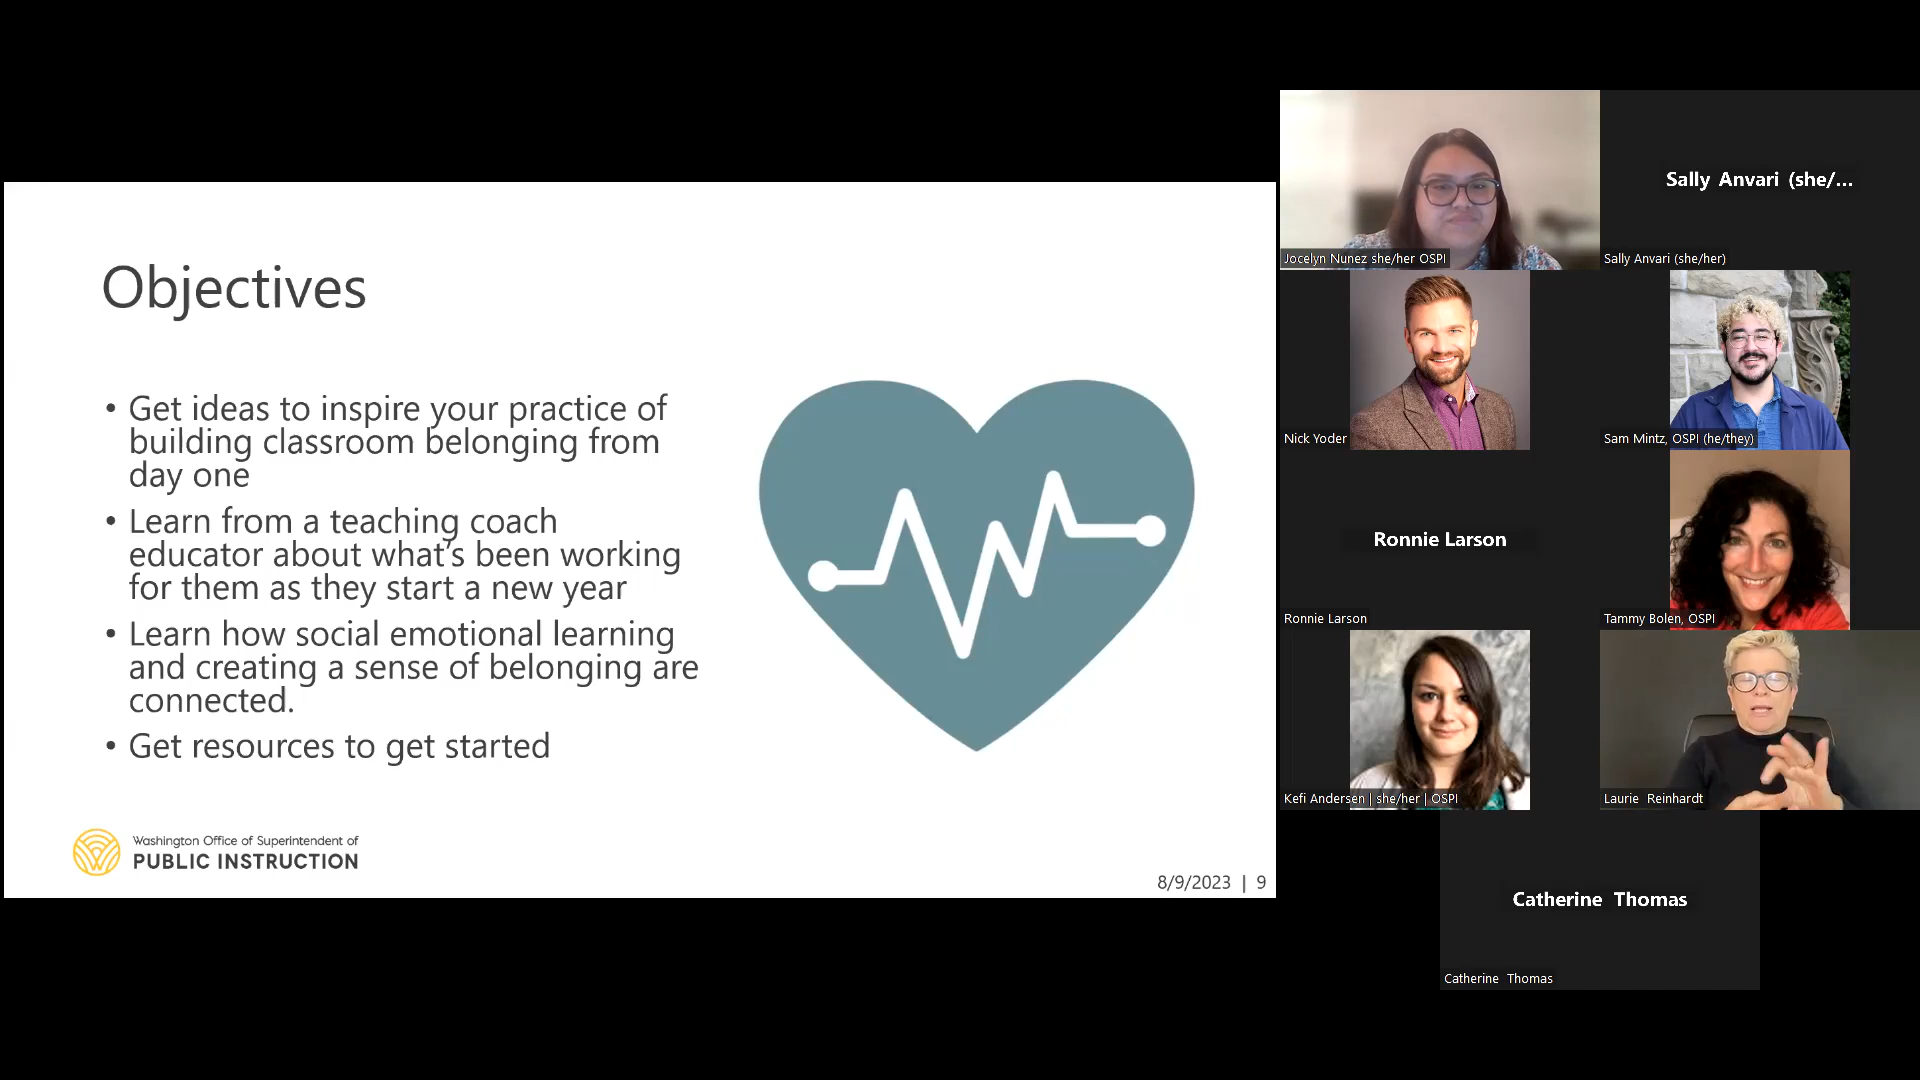 Objectives
• Get ideas to inspire your practice of
building classroom belonging from
day one
• Learn from a teaching coach
educator about what's been working
for them as they start a new year
• Learn how social emotional learning
and creating a sense of belonging are
connected.
• Get resources to get started
Washington Office of Superintendent of
PUBLIC INSTRUCTION
8/9/2023 | 9
Jocelyn Nunez she/her OSPI
Sally Anvari (she/...
Sally Anvari (she/her)
Nick Yoder
Sam Mintz, OSPI (he/they)
Ronnie Larson
Ronnie Larson
Tammy Bolen, OSPI
Kefi Andersen | she/her | OSPI
Laurie Reinhardt
Catherine Thomas
Catherine Thomas